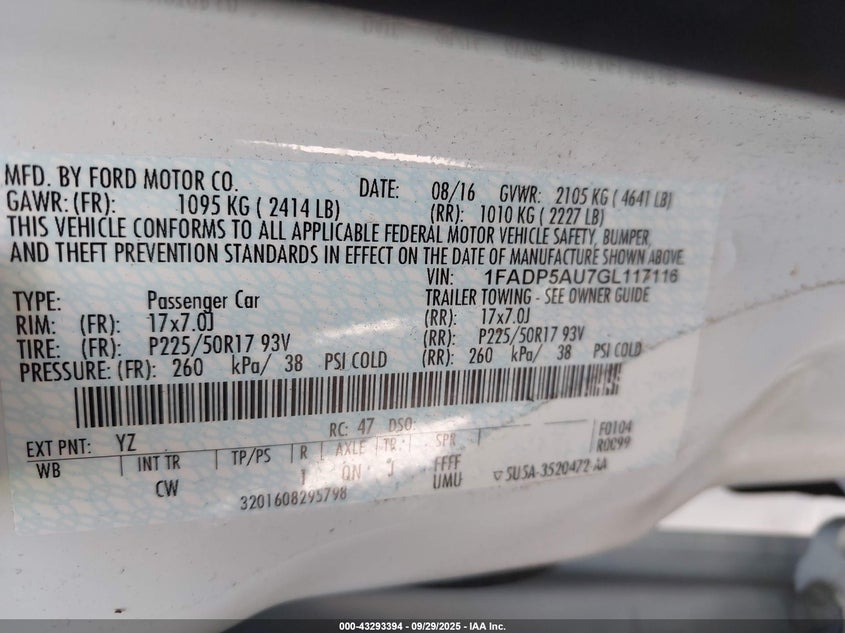 MFD. BY FORD MOTOR CO. DATE: 08/16 GVWR: 2105 KG ( 4641 LB)
GAWR: (FR): 1095 KG ( 2414 LB) (RR): 1010 KG ( 2227 LB)
THIS VEHICLE CONFORMS TO ALL APPLICABLE FEDERAL MOTOR VEHICLE SAFETY, BUMPER,
AND THEFT PREVENTION STANDARDS IN EFFECT ON THE DATE OF MANUFACTURE SHOWN ABOVE.
VIN: 1FADP5AU7GL117116
TYPE: Passenger Car TRAILER TOWING - SEE OWNER GUIDE
RIM: (FR): 17x7.0J (RR): 17x7.0J
TIRE: (FR): P225/50R17 93V (RR): P225/50R17 93V
PRESSURE: (FR): 260 kPa/ 38 PSI COLD (RR): 260 kPa/ 38 PSI COLD
EXT PNT: YZ RC: 47 DSO: F0104
WB INT TR TP/PS R AXLE TR SPR R0C99
CW 1 QN J FFFF
UMU
3201608295798 SU5A-3520472-AA
000-43293394 - 09/29/2025 - IAA Inc.